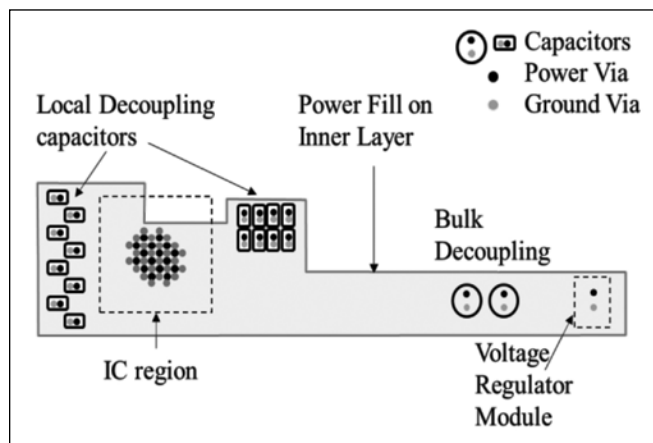 Capacitors
Power Via
Ground Via
Local Decoupling
capacitors
Power Fill on
Inner Layer
Bulk
Decoupling
IC region
Voltage
Regulator
Module